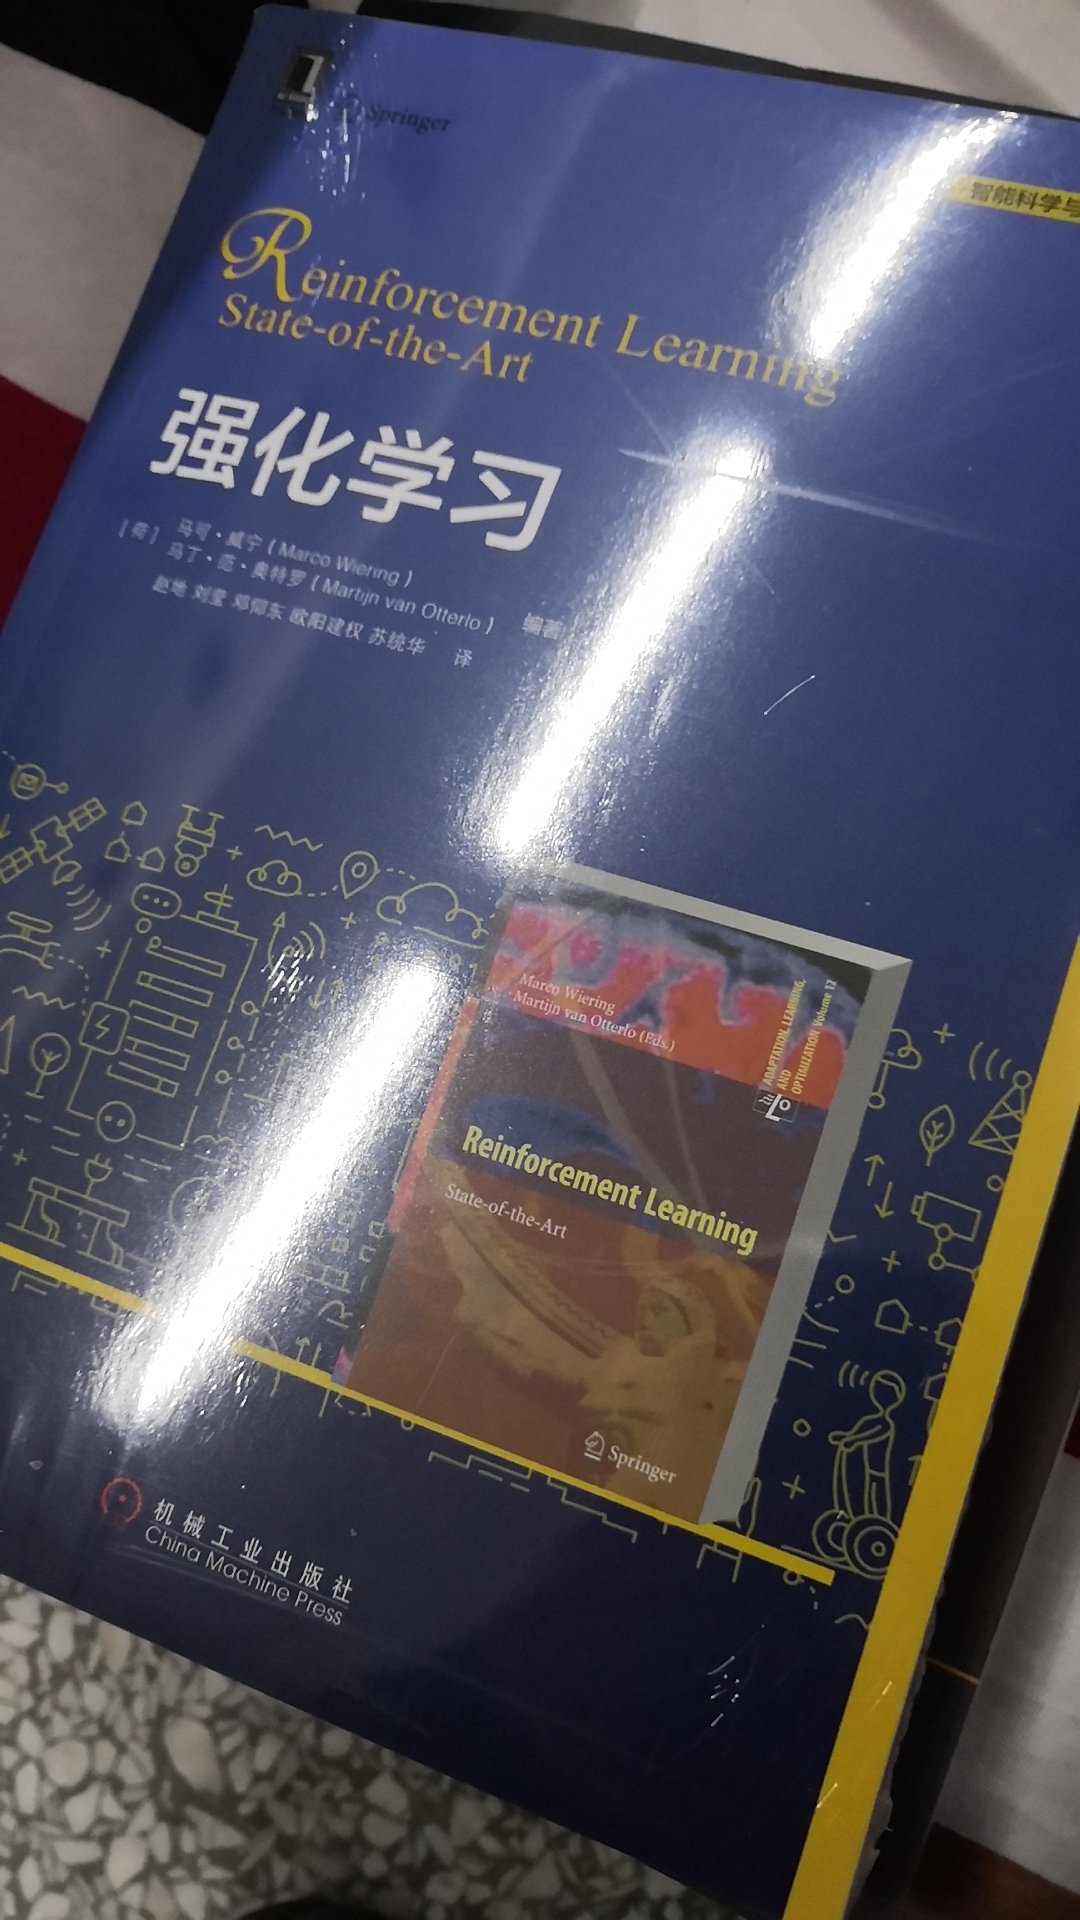 Springer
智能科学与
Reinforcement Learning
State-of-the-Art
强化学习
[荷] 马可·威宁 (Marco Wiering)
马丁·范·奥特罗 (Martijn van Otterlo) 编著
赵地 刘莹 邓仰东 欧阳建权 苏统华 译
Marco Wiering
Martijn van Otterlo (Eds.)
ADAPTATION, LEARNING,
AND
OPTIMIZATION Volume 12
Reinforcement Learning
State-of-the-Art
Springer
机械工业出版社
China Machine Press